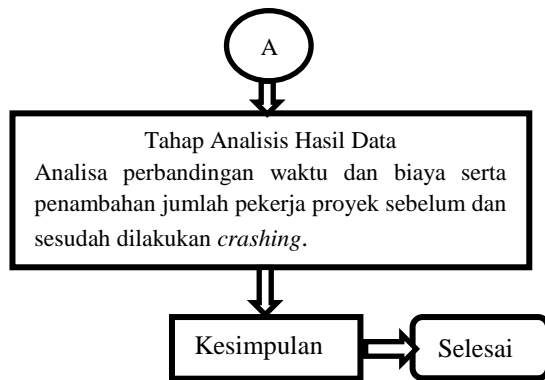 A
Tahap Analisis Hasil Data
Analisa perbandingan waktu dan biaya serta
penambahan jumlah pekerja proyek sebelum dan
sesudah dilakukan crashing.
Kesimpulan
Selesai